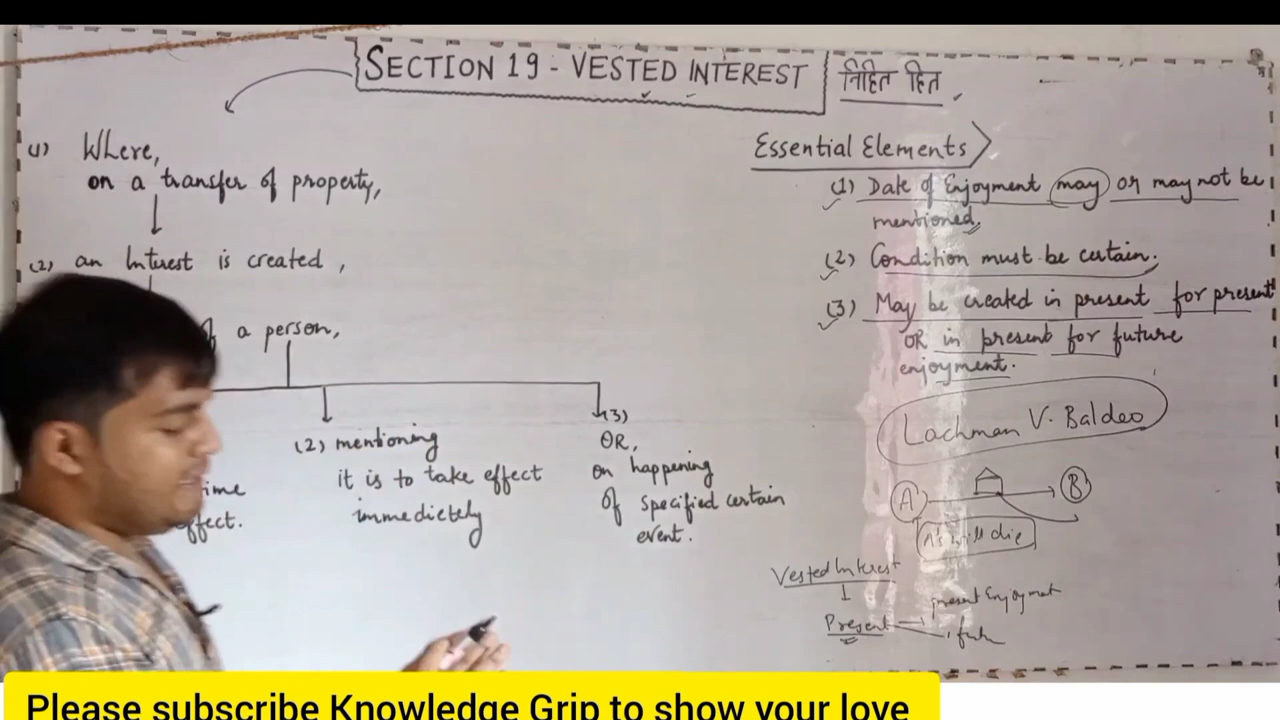 SECTION 19 - VESTED INTEREST निहित हित
(1) Where,
on a transfer of property,
(2) an Interest is created,
of a person,
ime
effect.
(2) mentioning
it is to take effect
immedictely
(3)
OR,
on happening
of specified certain
event.
Essential Elements
(1) Date of Enjoyment may or may not be
mentioned.
(2) Condition must be certain.
(3) May be created in present for present
OR in present for future
enjoyment.
Lachman V. Baldeo
A B
A's will die
Vested Interest
Present
present Enjoyment
Please subscribe Knowledge Grip to show your love